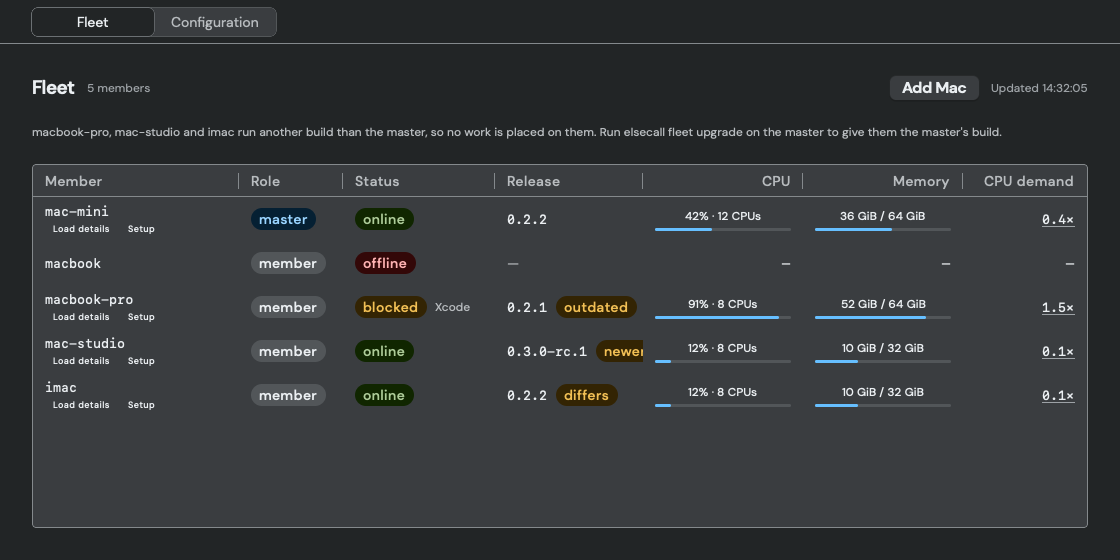 Fleet Configuration
Fleet 5 members Add Mac Updated 14:32:05
macbook-pro, mac-studio and imac run another build than the master, so no work is placed on them. Run elsecall fleet upgrade on the master to give them the master's build.
Member Role Status Release CPU Memory CPU demand
mac-mini master online 0.2.2 42% · 12 CPUs 36 GiB / 64 GiB 0.4×
Load details Setup
macbook member offline — — — —
macbook-pro member blocked Xcode 0.2.1 outdated 91% · 8 CPUs 52 GiB / 64 GiB 1.5×
Load details Setup
mac-studio member online 0.3.0-rc.1 newer 12% · 8 CPUs 10 GiB / 32 GiB 0.1×
Load details Setup
imac member online 0.2.2 differs 12% · 8 CPUs 10 GiB / 32 GiB 0.1×
Load details Setup